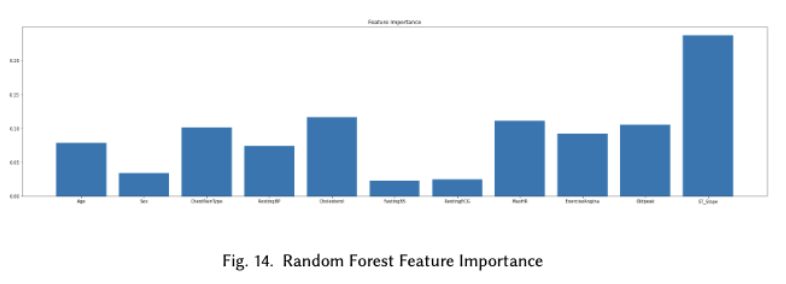 Feature Importance
0.20
0.15
0.10
0.05
0.00
Age Sex ChestPainType RestingBP Cholesterol FastingBS RestingECG MaxHR ExerciseAngina Oldpeak ST_Slope
Fig. 14. Random Forest Feature Importance